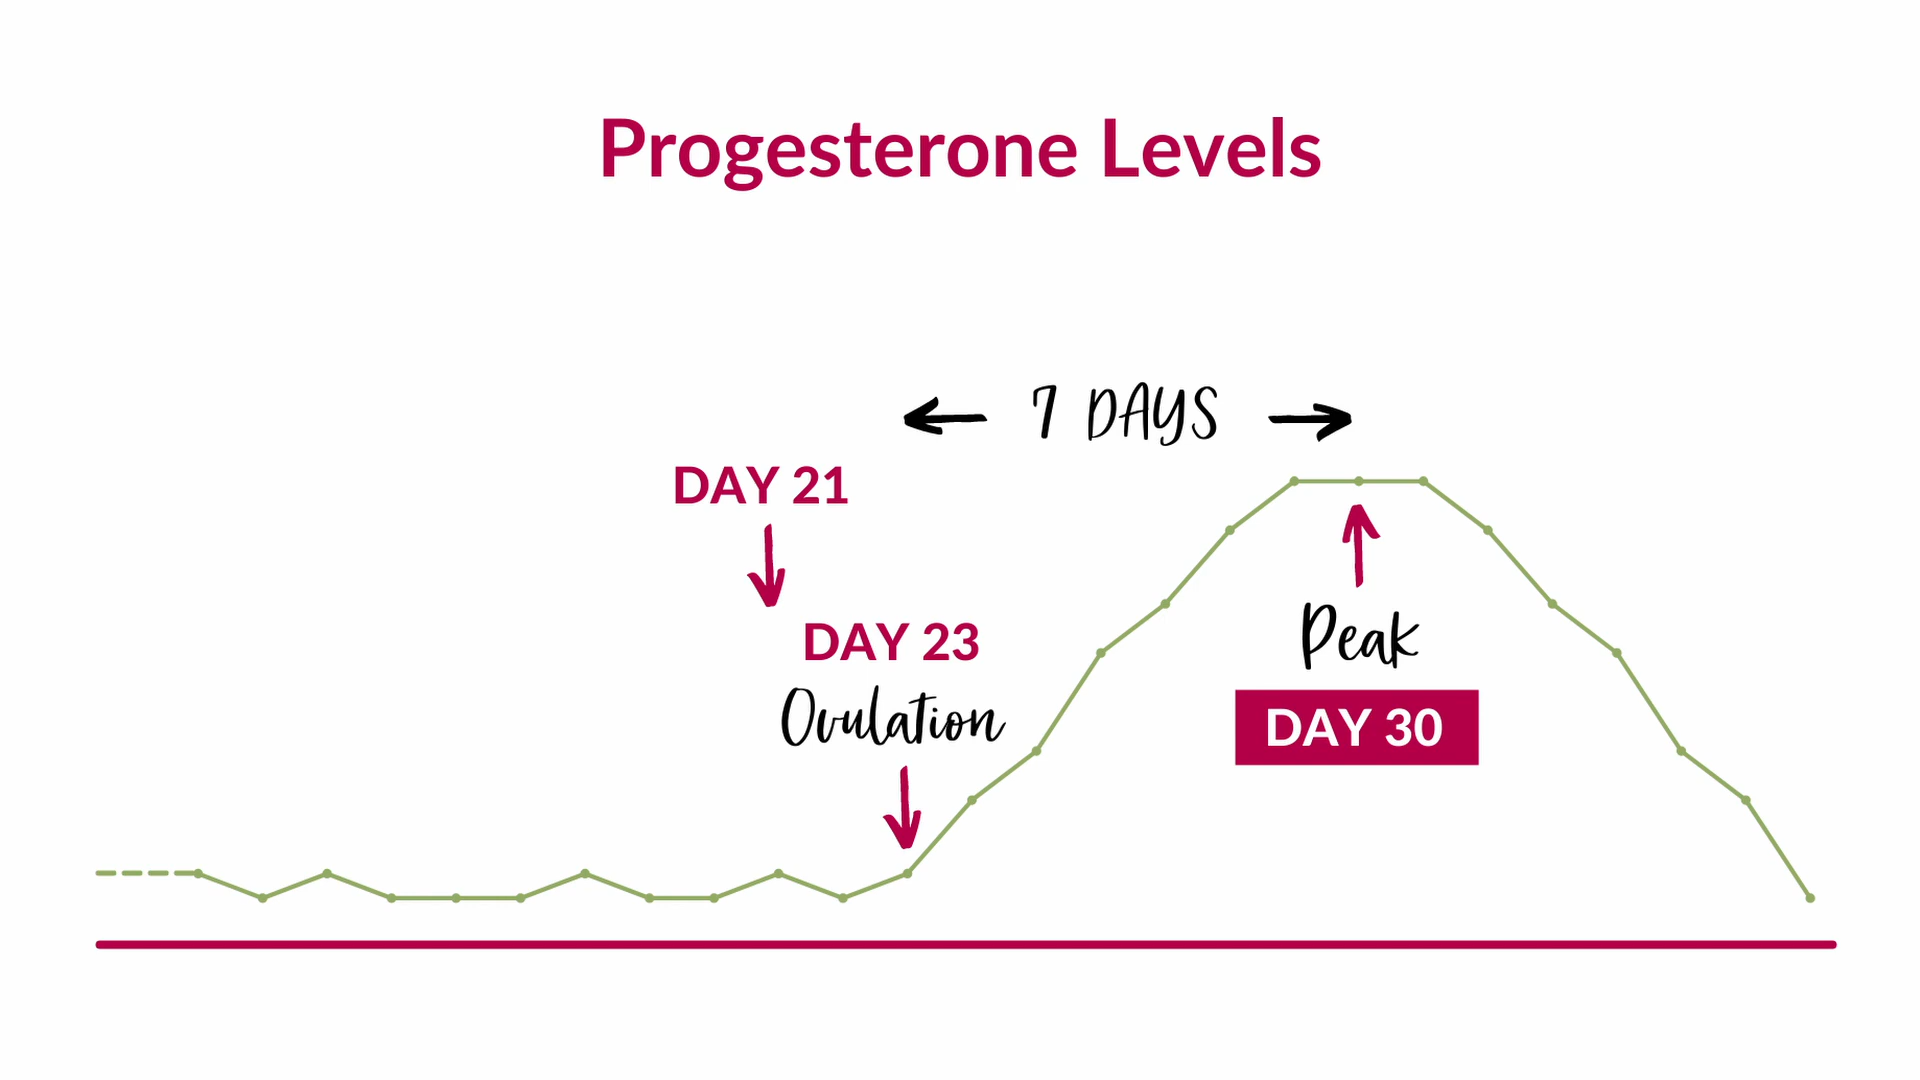 Progesterone Levels
7 DAYS
DAY 21
DAY 23
Ovulation
Peak
DAY 30